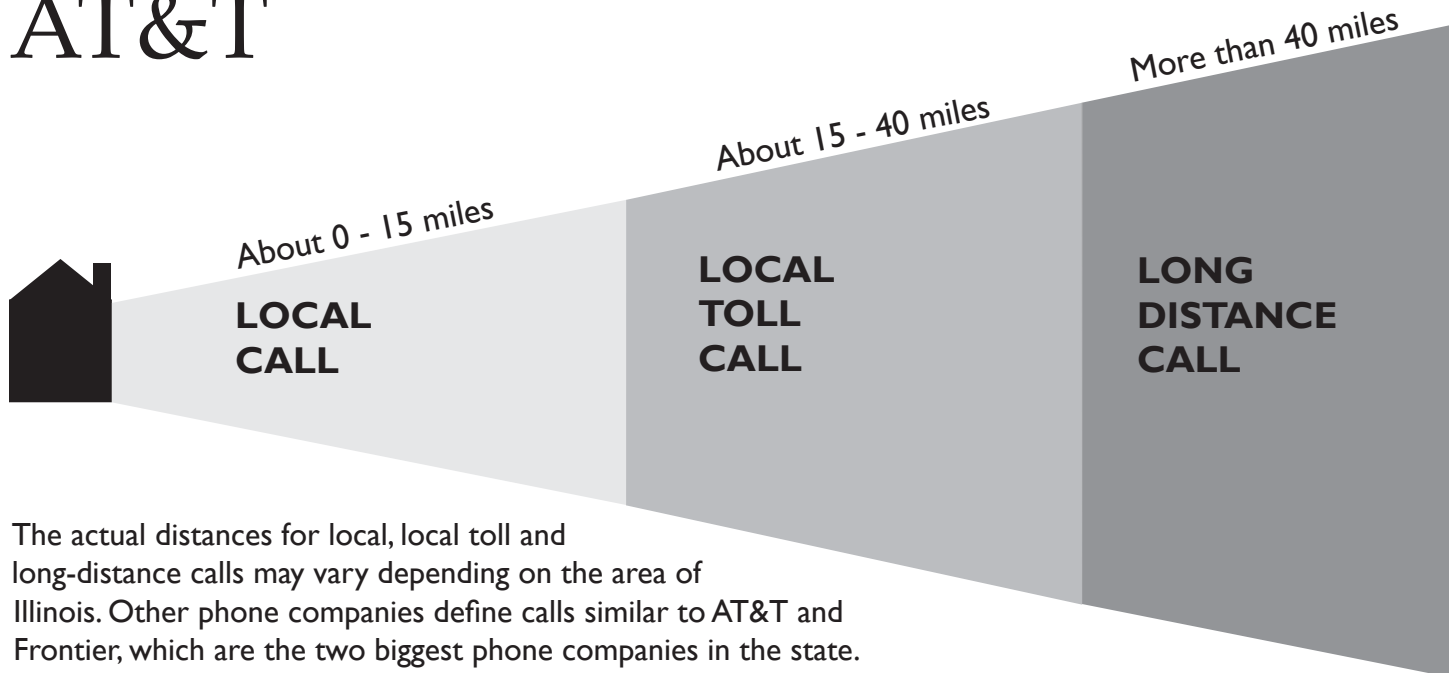 AT&T
About 0 - 15 miles
LOCAL
CALL
About 15 - 40 miles
LOCAL
TOLL
CALL
More than 40 miles
LONG
DISTANCE
CALL
The actual distances for local, local toll and
long-distance calls may vary depending on the area of
Illinois. Other phone companies define calls similar to AT&T and
Frontier, which are the two biggest phone companies in the state.